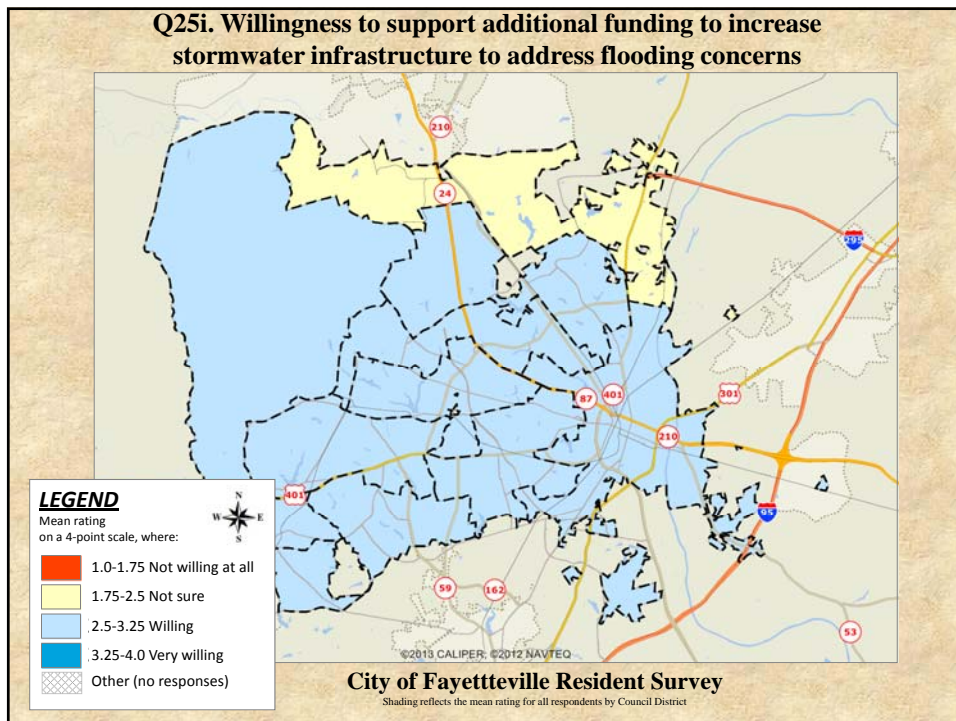 Q25i. Willingness to support additional funding to increase
stormwater infrastructure to address flooding concerns
210
24
295
301
87
401
210
401
95
59
162
53
LEGEND
Mean rating
on a 4-point scale, where:
N
W E
S
1.0-1.75 Not willing at all
1.75-2.5 Not sure
2.5-3.25 Willing
3.25-4.0 Very willing
Other (no responses)
©2013 CALIPER; ©2012 NAVTEQ
City of Fayettteville Resident Survey
Shading reflects the mean rating for all respondents by Council District